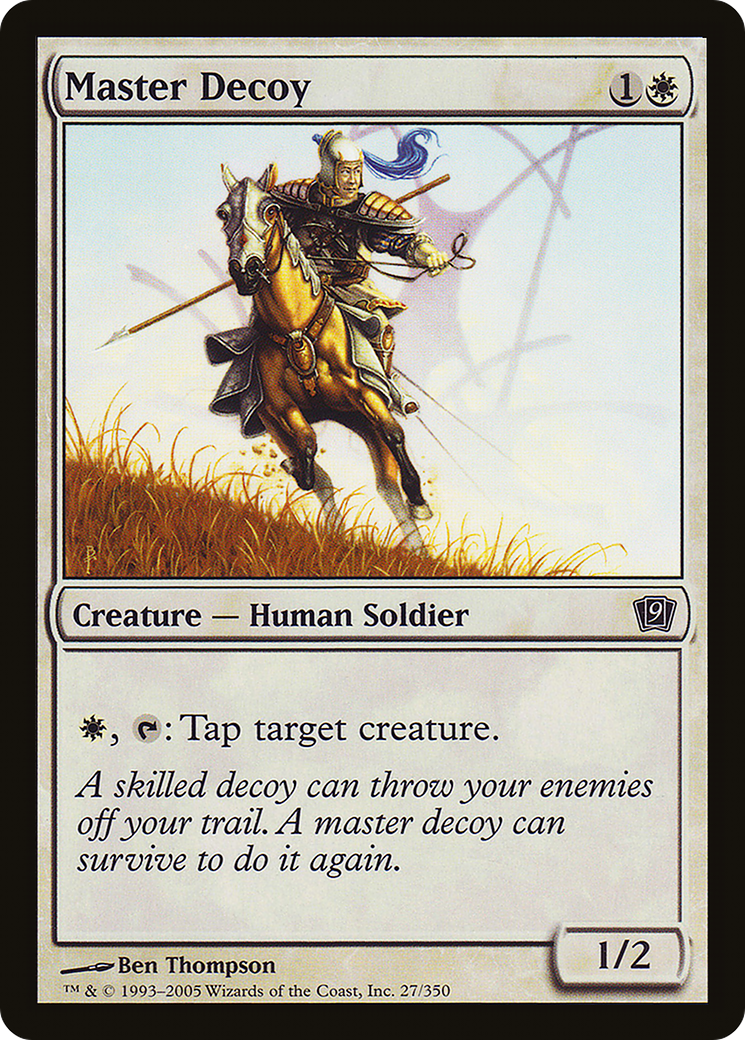 Master Decoy 1
Creature — Human Soldier 9
, : Tap target creature.
A skilled decoy can throw your enemies
off your trail. A master decoy can
survive to do it again.
1/2
Ben Thompson
™ & © 1993–2005 Wizards of the Coast, Inc. 27/350